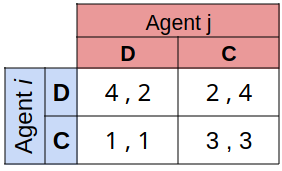 Agent j
D C
Agent i
D 4 , 2 2 , 4
C 1 , 1 3 , 3